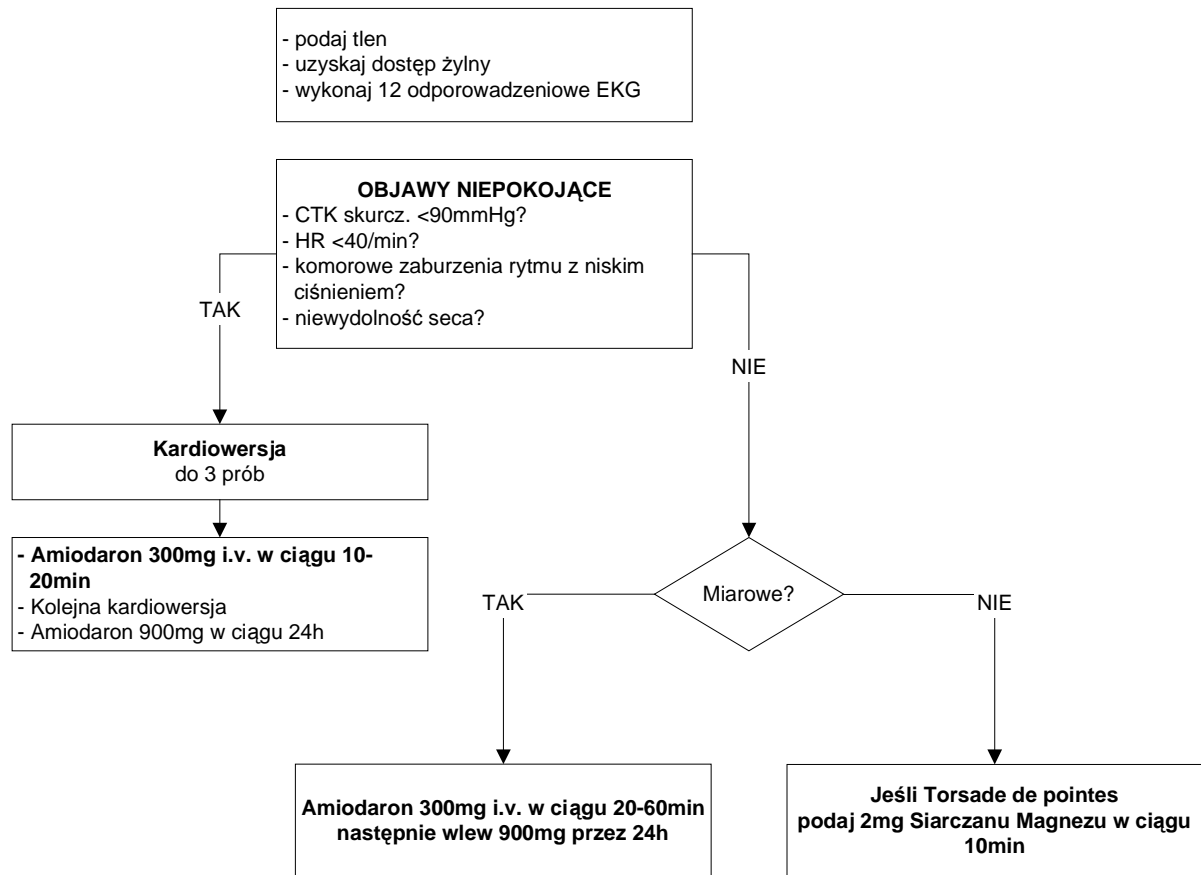 - podaj tlen
- uzyskaj dostęp żylny
- wykonaj 12 odporowadzeniowe EKG
OBJAWY NIEPOKOJĄCE
- CTK skurcz. <90mmHg?
- HR <40/min?
- komorowe zaburzenia rytmu z niskim
ciśnieniem?
- niewydolność seca?
TAK
NIE
Kardiowersja
do 3 prób
- Amiodaron 300mg i.v. w ciągu 10-
20min
- Kolejna kardiowersja
- Amiodaron 900mg w ciągu 24h
Miarowe?
TAK
NIE
Amiodaron 300mg i.v. w ciągu 20-60min
następnie wlew 900mg przez 24h
Jeśli Torsade de pointes
podaj 2mg Siarczanu Magnezu w ciągu
10min